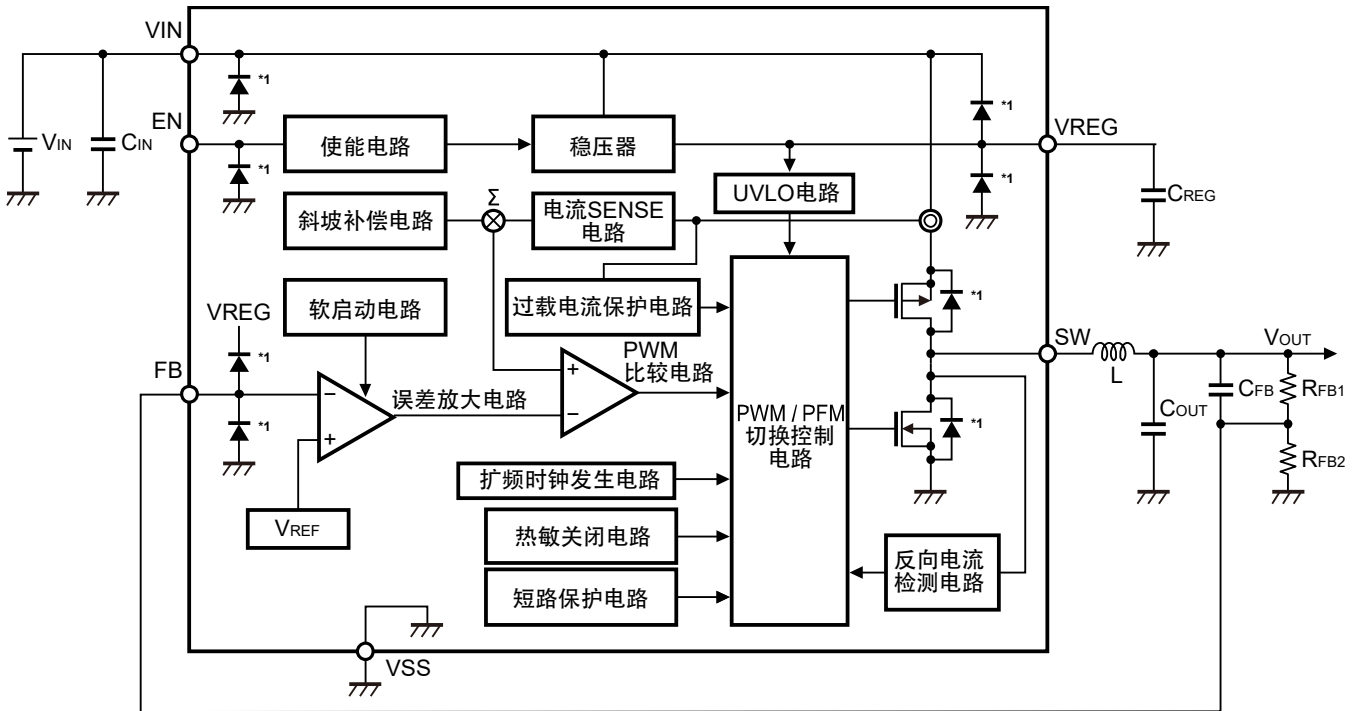 VIN
*1
*1
EN
使能电路
稳压器
VREG
VIN
CIN
*1
*1
UVLO电路
CREG
Σ
斜坡补偿电路
电流SENSE
电路
软启动电路
过载电流保护电路
*1
VREG
*1
FB
SW
L
VOUT
PWM
比较电路
+
−
−
+
误差放大电路
*1
PWM / PFM
切换控制
电路
*1
COUT
CFB
RFB1
RFB2
扩频时钟发生电路
VREF
热敏关闭电路
反向电流
检测电路
短路保护电路
VSS